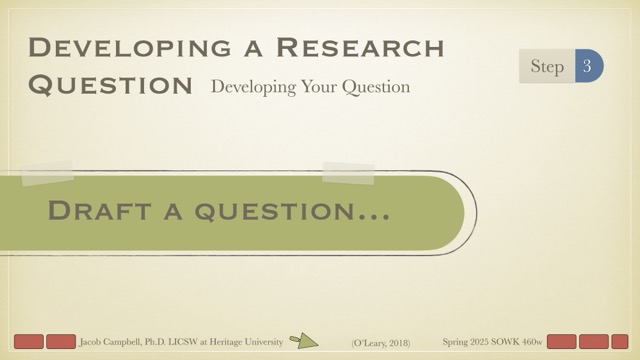 Developing a Research
Question Developing Your Question
Step 3
Draft a question...
Jacob Campbell, Ph.D. LICSW at Heritage University
(O'Leary, 2018)
Spring 2025 SOWK 460w